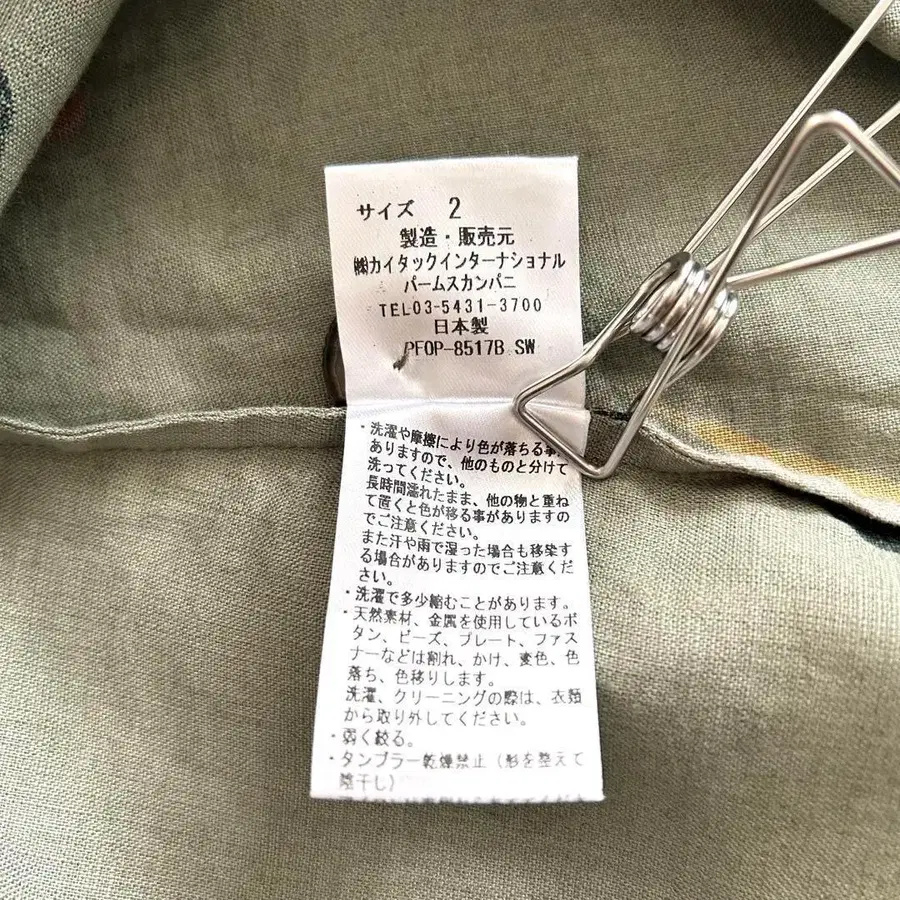 サイズ 2
製造・販売元
㈱カイタックインターナショナル
パームスカンパニ
TEL03-5431-3700
日本製
PFOP-8517B SW
・洗濯や摩擦により色が落ちる事
ありますので、他のものと分けて
洗ってください。
長時間濡れたまま、他の物と重ね
て置くと色が移る事がありますの
でご注意ください。
また汗や雨で湿った場合も移染す
る場合がありますのでご注意くだ
さい。
・洗濯で多少縮むことがあります。
・天然素材、金属を使用しているボ
タン、ビーズ、プレート、ファス
ナーなどは割れ、かけ、変色、色
落ち、色移りします。
洗濯、クリーニングの際は、衣類
から取り外してください。
・弱く絞る。
・タンブラー乾燥禁止（形を整えて
陰干し）